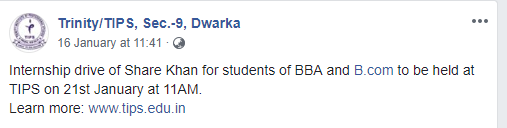 Trinity/TIPS, Sec.-9, Dwarka
16 January at 11:41 ·
Internship drive of Share Khan for students of BBA and B.com to be held at
TIPS on 21st January at 11AM.
Learn more: www.tips.edu.in